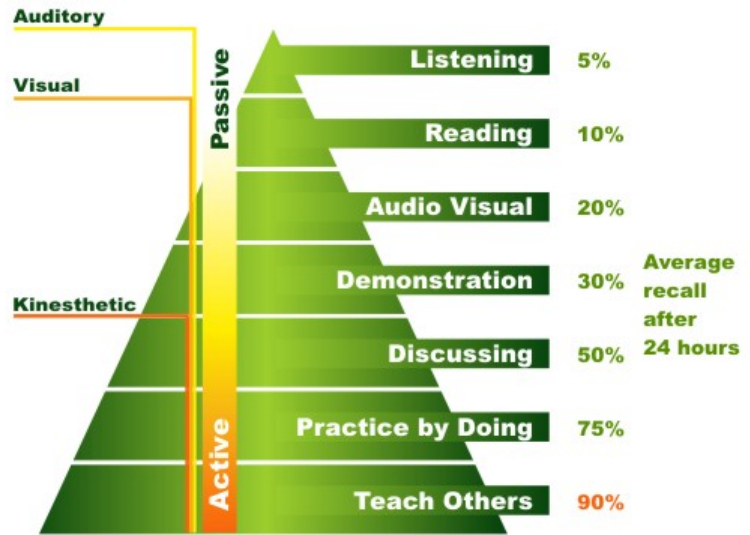 Auditory
Visual
Kinesthetic
Passive
Active
Listening 5%
Reading 10%
Audio Visual 20%
Demonstration 30%
Discussing 50%
Practice by Doing 75%
Teach Others 90%
Average
recall
after
24 hours